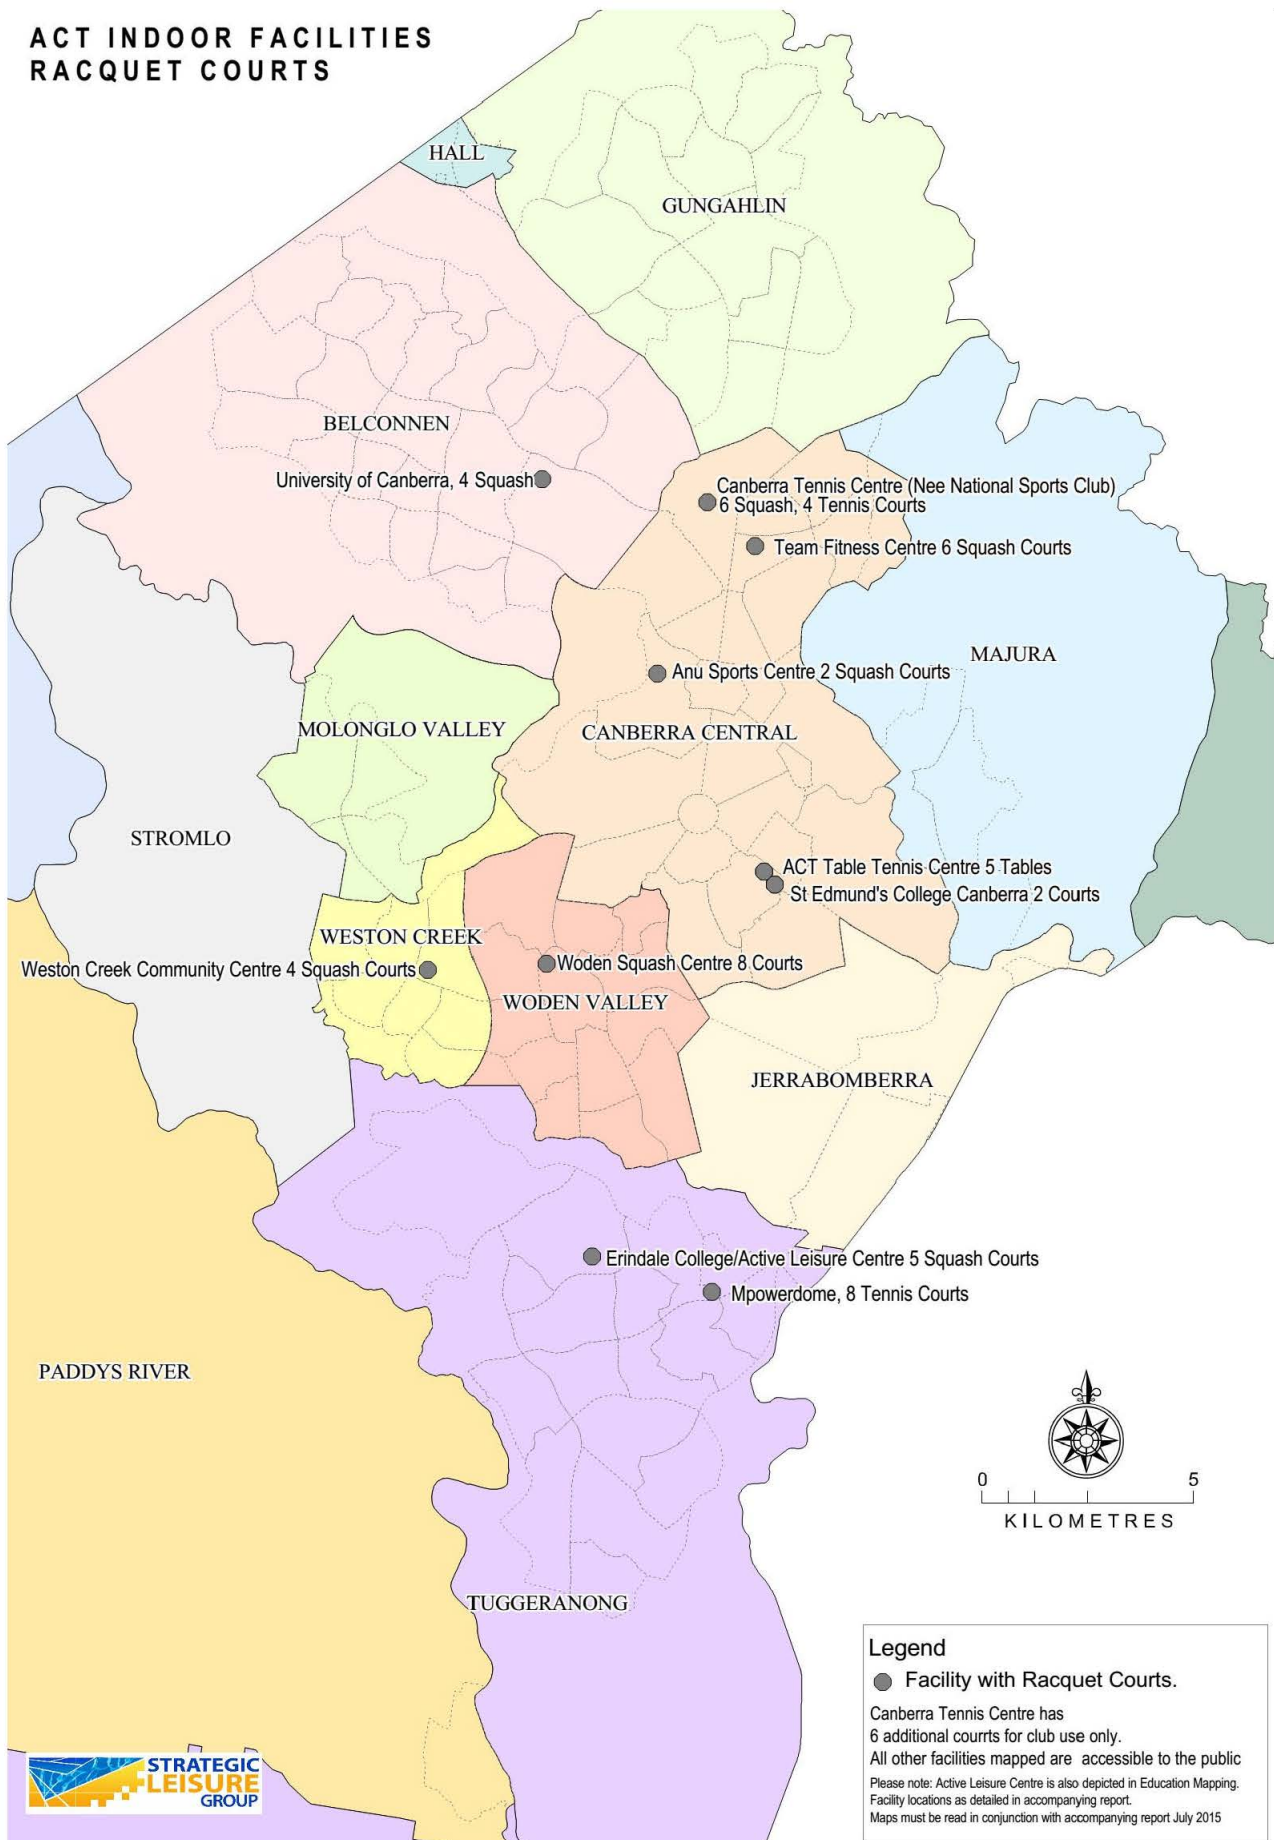 ACT INDOOR FACILITIES
RACQUET COURTS
HALL
GUNGAHLIN
BELCONNEN
University of Canberra, 4 Squash
Canberra Tennis Centre (Nee National Sports Club)
6 Squash, 4 Tennis Courts
Team Fitness Centre 6 Squash Courts
MAJURA
Anu Sports Centre 2 Squash Courts
MOLONGLO VALLEY
CANBERRA CENTRAL
STROMLO
ACT Table Tennis Centre 5 Tables
St Edmund's College Canberra 2 Courts
WESTON CREEK
Weston Creek Community Centre 4 Squash Courts
Woden Squash Centre 8 Courts
WODEN VALLEY
JERRABOMBERRA
Erindale College/Active Leisure Centre 5 Squash Courts
Mpowerdome, 8 Tennis Courts
PADDYS RIVER
0 5
KILOMETRES
TUGGERANONG
Legend
Facility with Racquet Courts.
Canberra Tennis Centre has
6 additional courrts for club use only.
All other facilities mapped are accessible to the public
Please note: Active Leisure Centre is also depicted in Education Mapping.
Facility locations as detailed in accompanying report.
Maps must be read in conjunction with accompanying report July 2015
STRATEGIC
LEISURE
GROUP